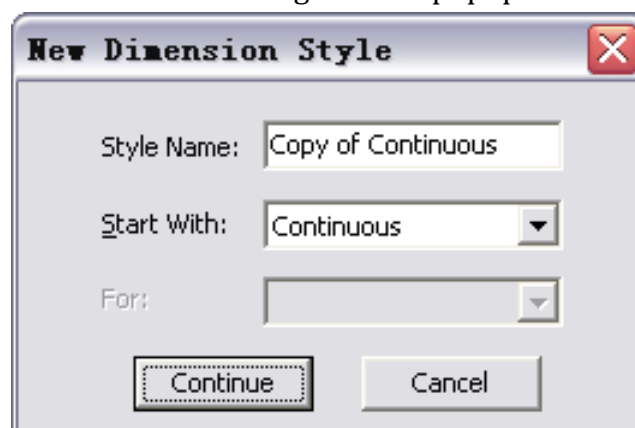 New Dimension Style
Style Name: Copy of Continuous
Start With: Continuous
For:
Continue Cancel